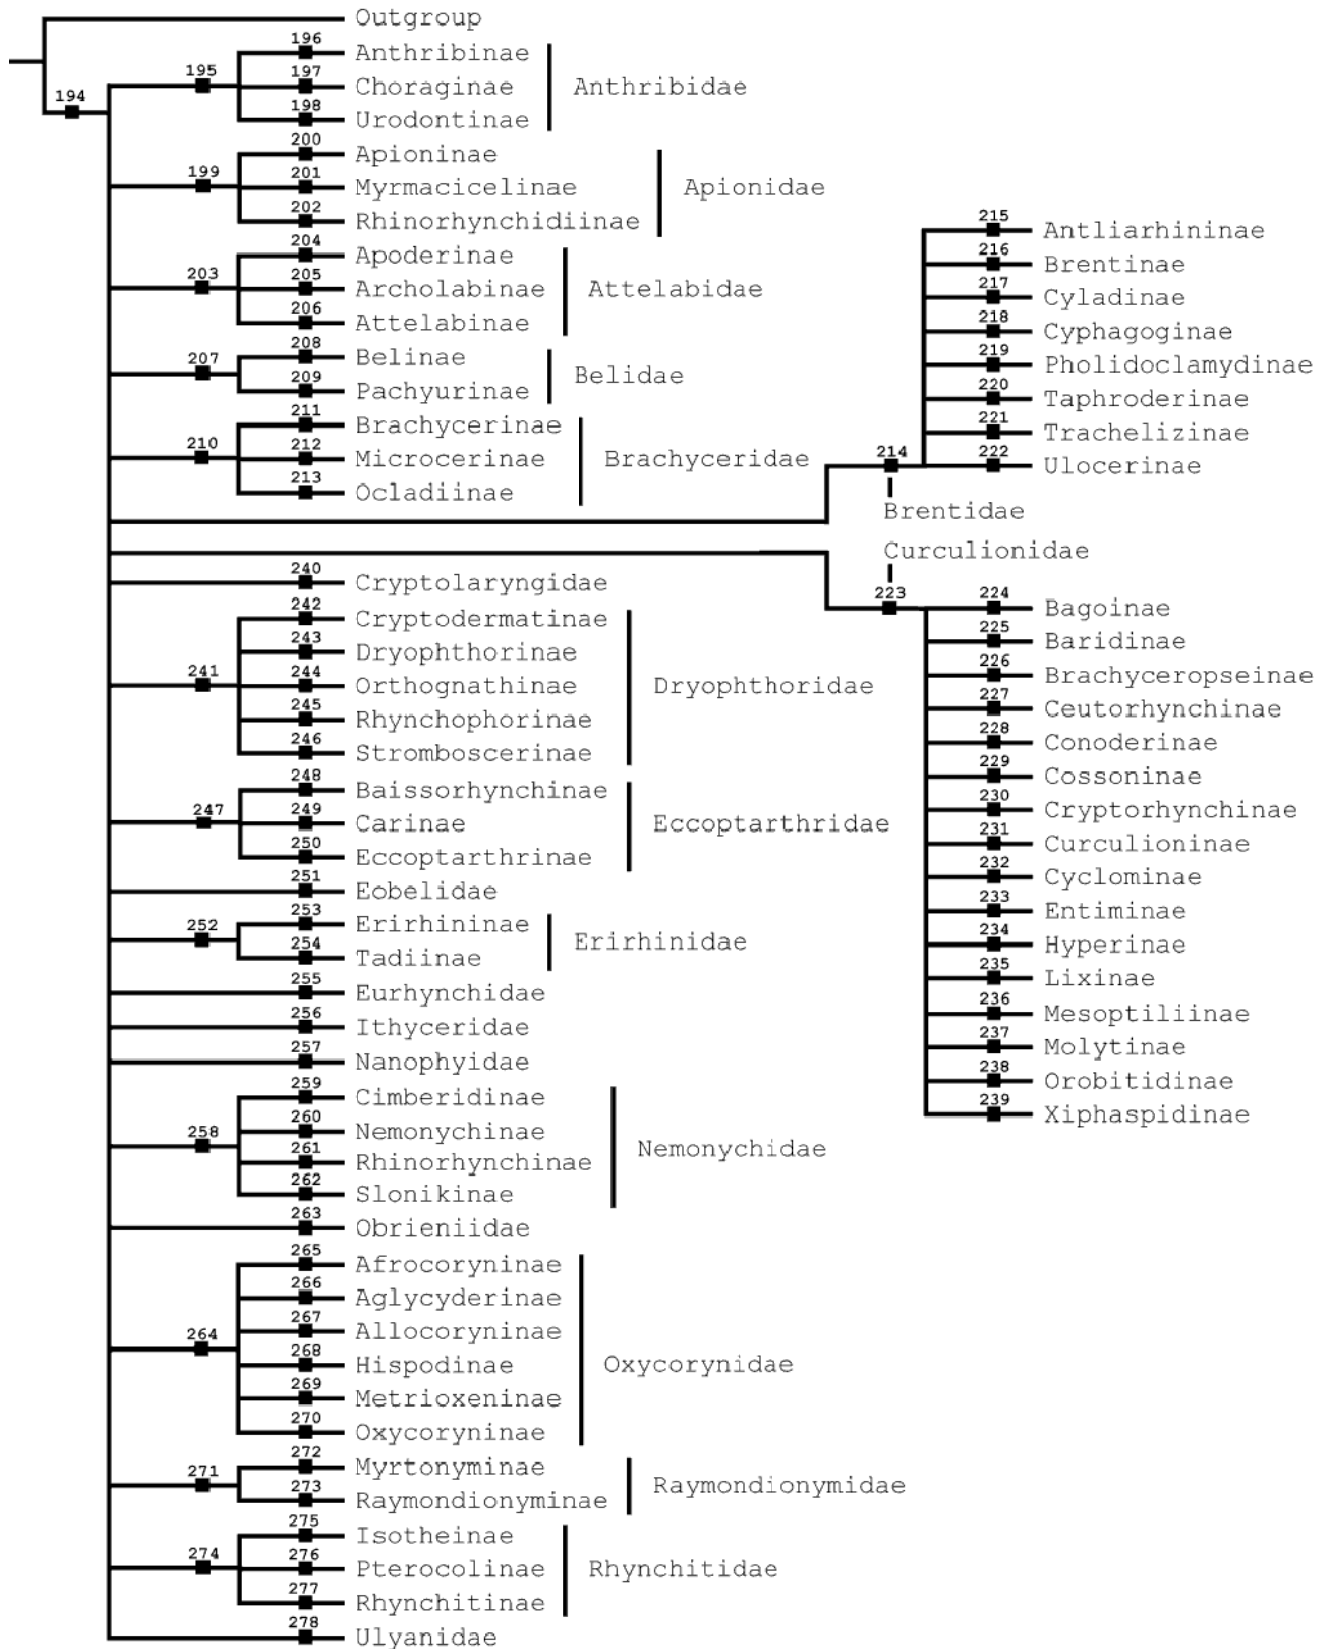 Outgroup
194
195
196
Anthribinae
197
Choraginae
198
Urodontinae
Anthribidae
199
200
Apioninae
201
Myrmacicelinae
202
Rhinorhynchidiinae
Apionidae
203
204
Apoderinae
205
Archolabinae
206
Attelabinae
Attelabidae
207
208
Belinae
209
Pachyurinae
Belidae
210
211
Brachycerinae
212
Microcerinae
213
Ocladiinae
Brachyceridae
214
Brentidae
215
Antliarhininae
216
Brentinae
217
Cyladinae
218
Cyphagoginae
219
Pholidoclamydinae
220
Taphroderinae
221
Trachelizinae
222
Ulocerinae
Curculionidae
223
224
Bagoinae
225
Baridinae
226
Brachyceropseinae
227
Ceutorhynchinae
228
Conoderinae
229
Cossoninae
230
Cryptorhynchinae
231
Curculioninae
232
Cyclominae
233
Entiminae
234
Hyperinae
235
Lixinae
236
Mesoptiliinae
237
Molytinae
238
Orobitidinae
239
Xiphaspidinae
240
Cryptolaryngidae
241
242
Cryptodermatinae
243
Dryophthorinae
244
Orthognathinae
245
Rhynchophorinae
246
Stromboscerinae
Dryophthoridae
247
248
Baissorhynchinae
249
Carinae
250
Eccoptarthrinae
Eccoptarthridae
251
Eobelidae
252
253
Erirhininae
254
Tadiinae
Erirhinidae
255
Eurhynchidae
256
Ithyceridae
257
Nanophyidae
258
259
Cimberidinae
260
Nemonychinae
261
Rhinorhynchinae
262
Slonikinae
Nemonychidae
263
Obrieniidae
264
265
Afrocoryninae
266
Aglycyderinae
267
Allocoryninae
268
Hispodinae
269
Metrioxeninae
270
Oxycoryninae
Oxycorynidae
271
272
Myrtonyminae
273
Raymondionyminae
Raymondionymidae
274
275
Isotheinae
276
Pterocolinae
277
Rhynchitinae
Rhynchitidae
278
Ulyanidae